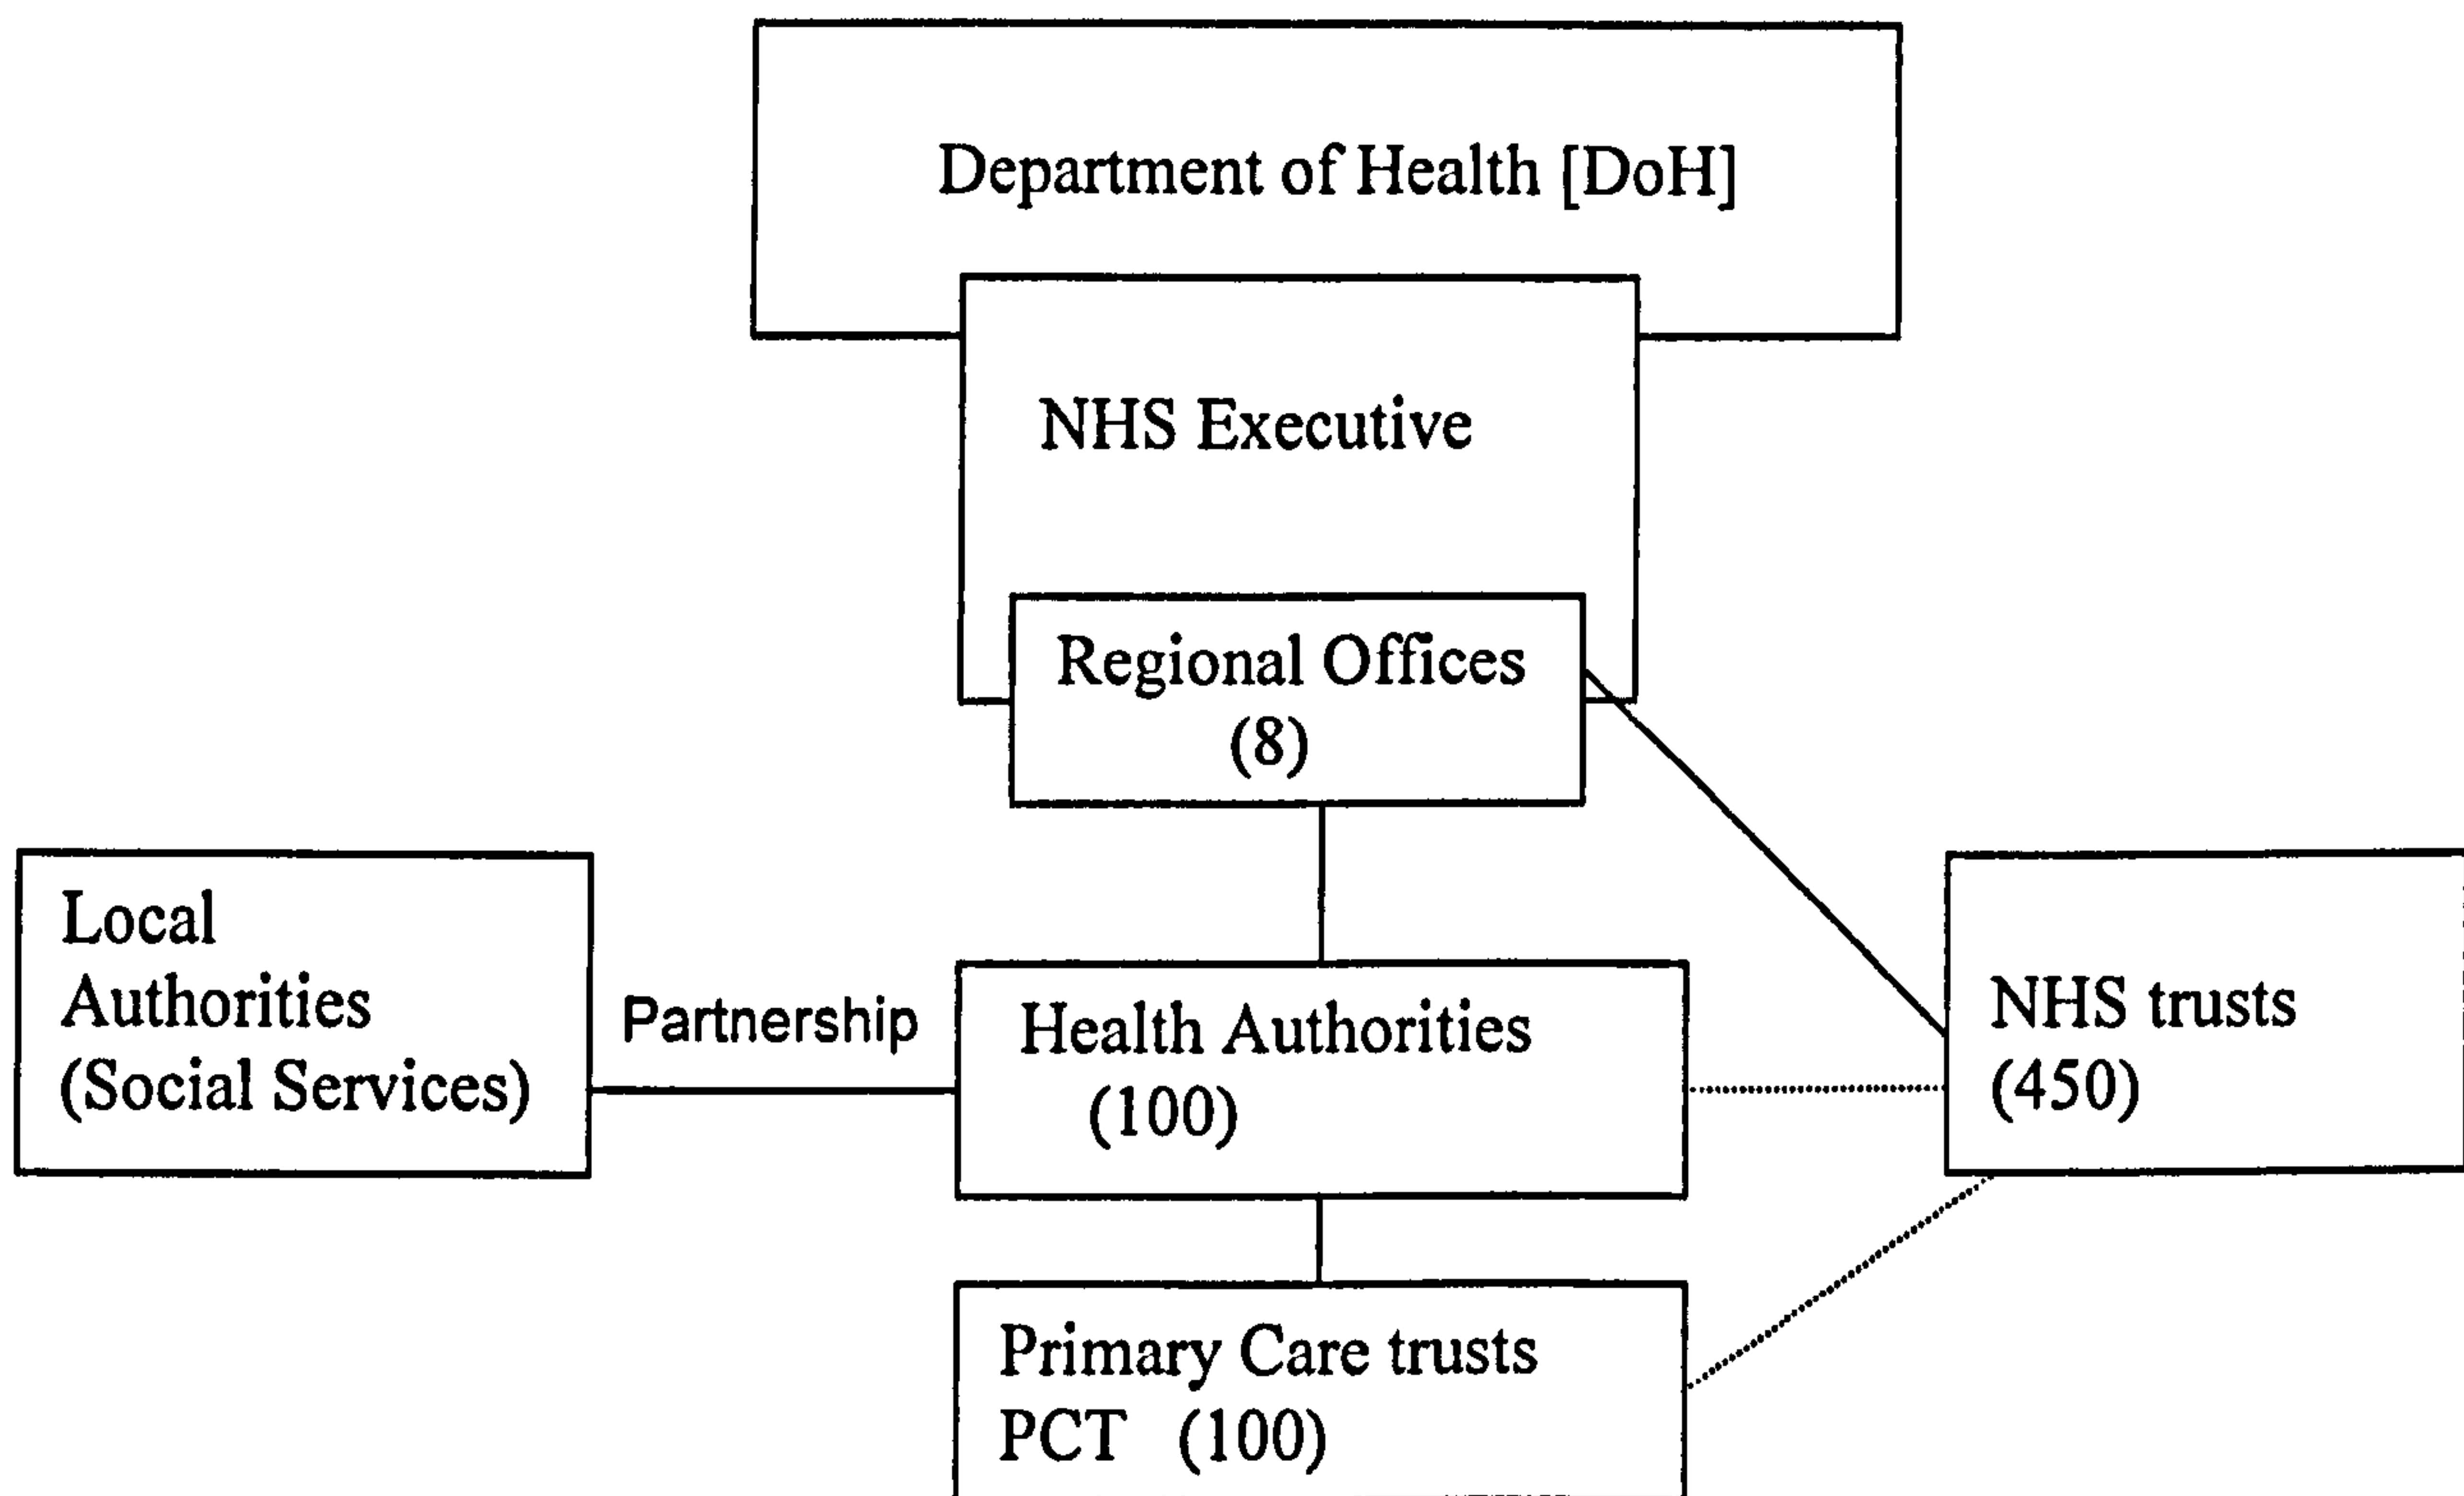 Department of Health [DoH]
NHS Executive
Regional Offices
(8)
Local
Authorities
(Social Services)
Partnership
Health Authorities
(100)
NHS trusts
(450)
Primary Care trusts
PCT (100)